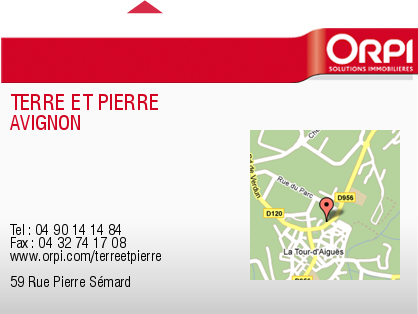 ORPI
SOLUTIONS IMMOBILIÈRES
TERRE ET PIERRE
AVIGNON
D956
Rue du Parc
D120
La Tour-d'Aigues
Tel : 04 90 14 14 84
Fax : 04 32 74 17 08
www.orpi.com/terreetpierre
59 Rue Pierre Sémard